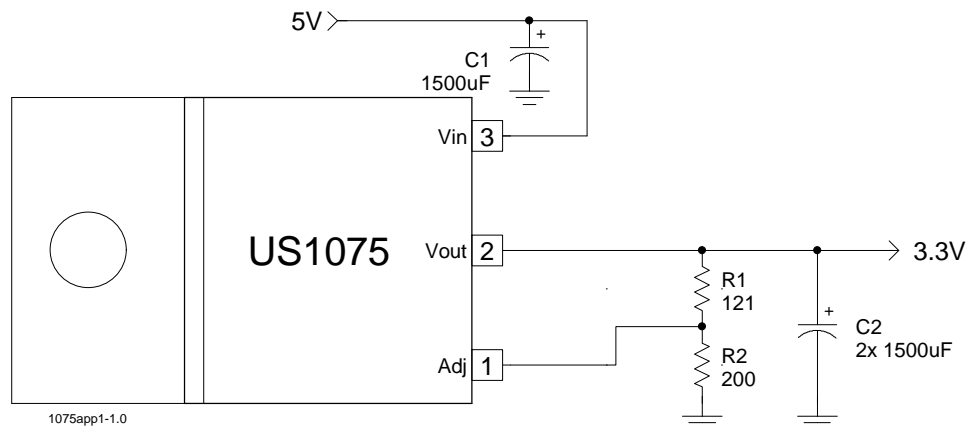 5V
+
C1
1500uF
Vin 3
US1075
Vout 2
3.3V
R1
121
+
C2
2x 1500uF
Adj 1
R2
200
1075app1-1.0